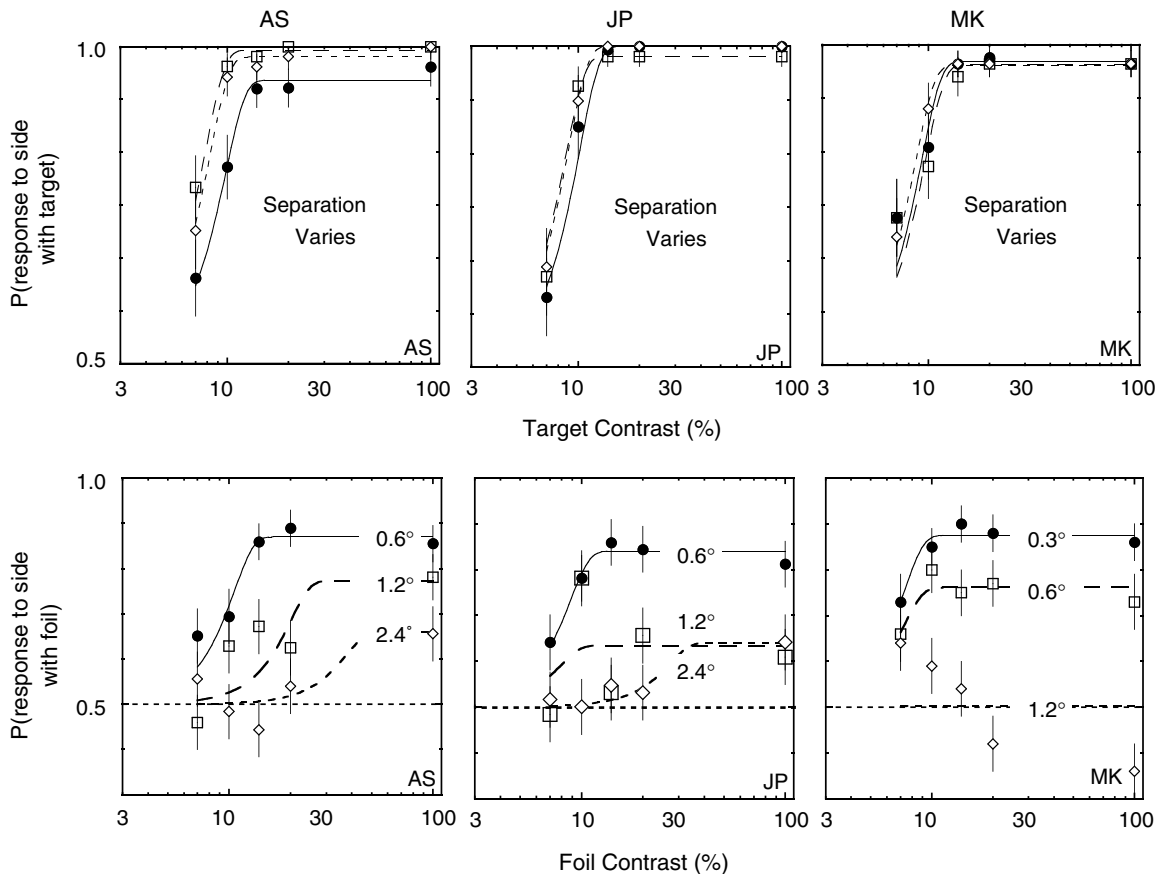 AS JP MK
P(response to side
with target)
1.0
0.5
Separation
Varies
AS
Separation
Varies
JP
Separation
Varies
MK
3 10 30 100 3 10 30 100 3 10 30 100
Target Contrast (%)
P(response to side
with foil)
1.0
0.5
0.6°
1.2°
2.4°
AS
0.6°
1.2°
2.4°
JP
0.3°
0.6°
1.2°
MK
3 10 30 100 3 10 30 100 3 10 30 100
Foil Contrast (%)